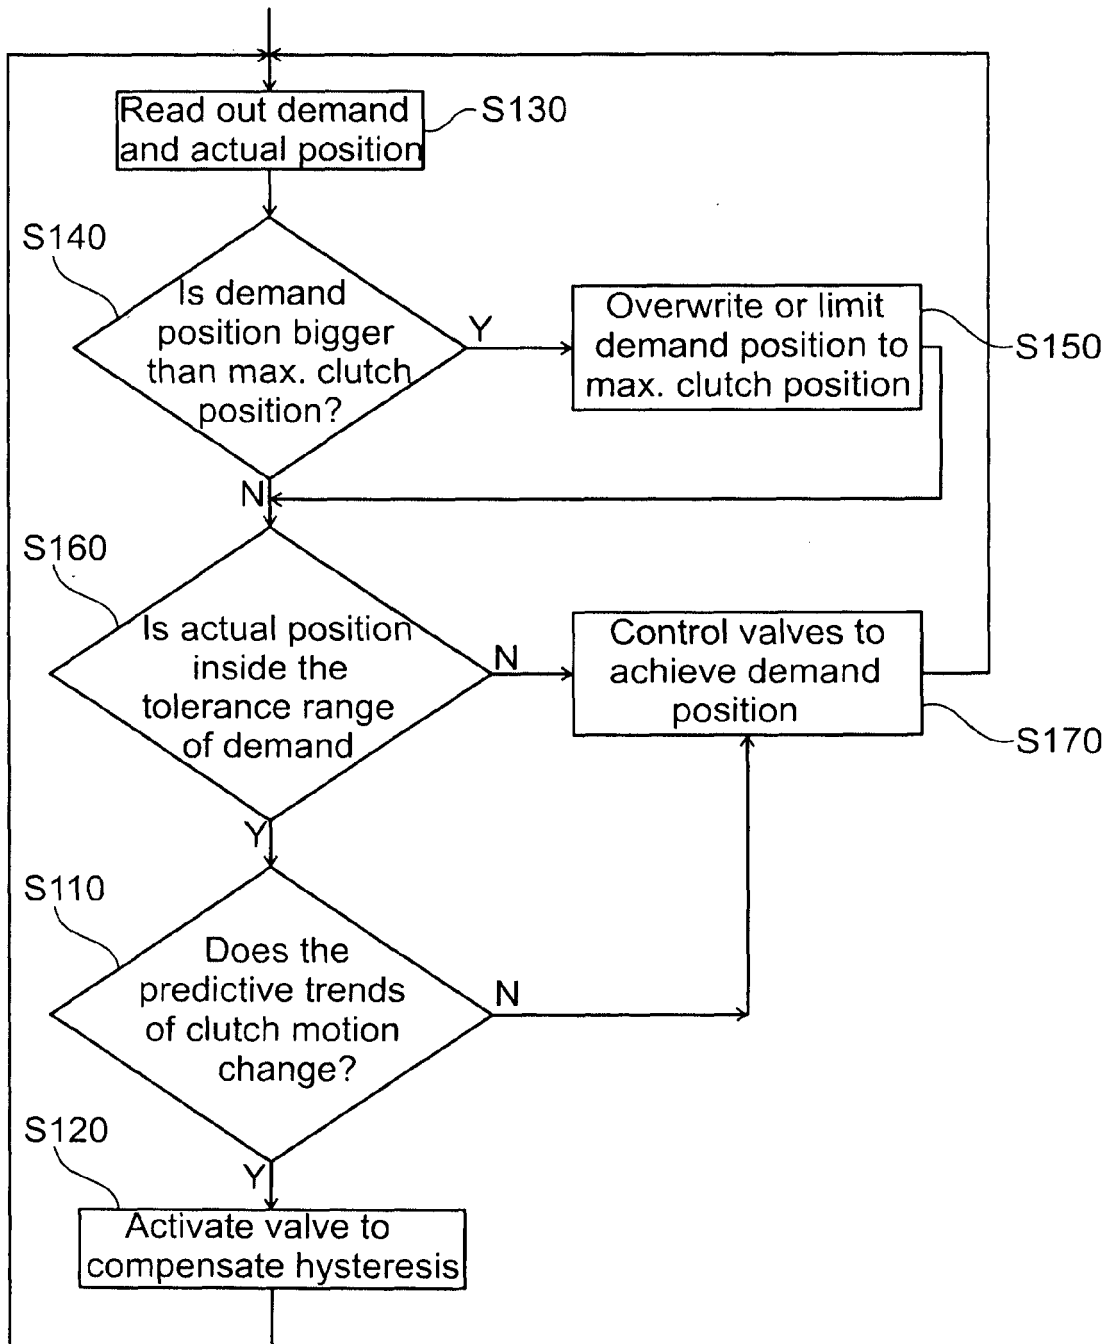 Read out demand
and actual position
S130
S140
Is demand
position bigger
than max. clutch
position?
Y
Overwrite or limit
demand position to
max. clutch position
S150
N
S160
Is actual position
inside the
tolerance range
of demand
N
Control valves to
achieve demand
position
S170
Y
S110
Does the
predictive trends
of clutch motion
change?
N
S120
Y
Activate valve to
compensate hysteresis